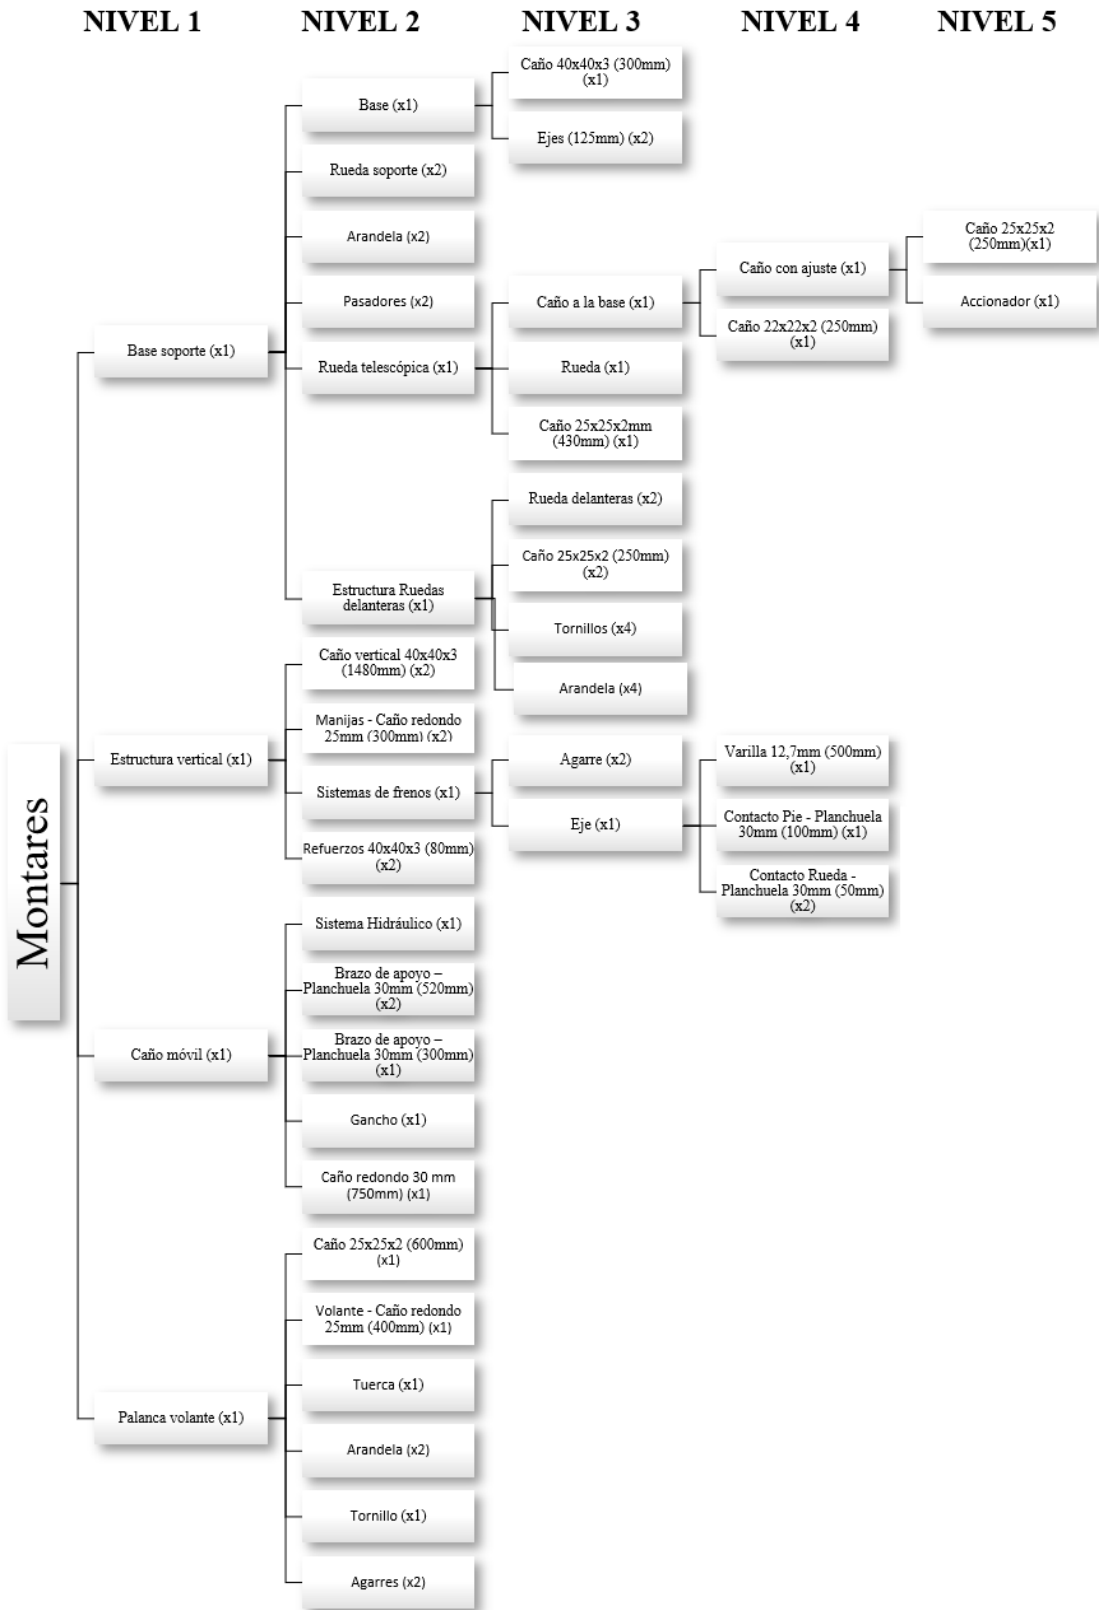 NIVEL 1
NIVEL 2
NIVEL 3
NIVEL 4
NIVEL 5
Montares
Base soporte (x1)
Base (x1)
Caño 40x40x3 (300mm)
(x1)
Ejes (125mm) (x2)
Rueda soporte (x2)
Arandela (x2)
Pasadores (x2)
Rueda telescópica (x1)
Caño a la base (x1)
Caño con ajuste (x1)
Caño 25x25x2
(250mm)(x1)
Accionador (x1)
Caño 22x22x2 (250mm)
(x1)
Rueda (x1)
Caño 25x25x2mm
(430mm) (x1)
Estructura Ruedas
delanteras (x1)
Rueda delanteras (x2)
Caño 25x25x2 (250mm)
(x2)
Tornillos (x4)
Arandela (x4)
Estructura vertical (x1)
Caño vertical 40x40x3
(1480mm) (x2)
Manijas - Caño redondo
25mm (300mm) (x2)
Sistemas de frenos (x1)
Agarre (x2)
Eje (x1)
Varilla 12,7mm (500mm)
(x1)
Contacto Pie - Planchuela
30mm (100mm) (x1)
Contacto Rueda -
Planchuela 30mm (50mm)
(x2)
Refuerzos 40x40x3 (80mm)
(x2)
Caño móvil (x1)
Sistema Hidráulico (x1)
Brazo de apoyo –
Planchuela 30mm (520mm)
(x2)
Brazo de apoyo –
Planchuela 30mm (300mm)
(x1)
Gancho (x1)
Caño redondo 30 mm
(750mm) (x1)
Palanca volante (x1)
Caño 25x25x2 (600mm)
(x1)
Volante - Caño redondo
25mm (400mm) (x1)
Tuerca (x1)
Arandela (x2)
Tornillo (x1)
Agarres (x2)